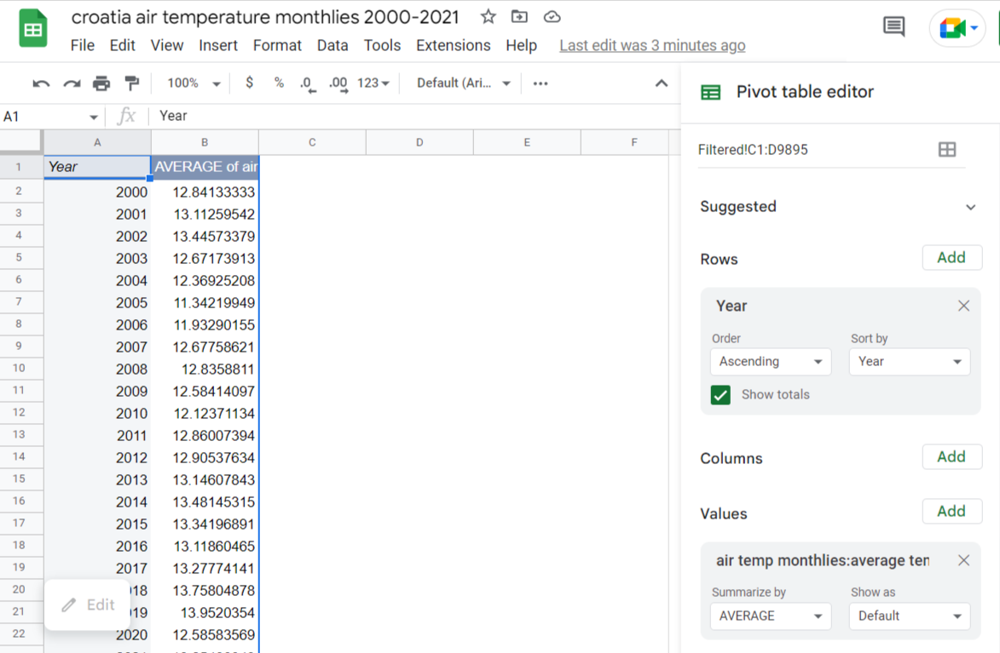 croatia air temperature monthlies 2000-2021
File Edit View Insert Format Data Tools Extensions Help Last edit was 3 minutes ago
100% $ % .0 .00 123 Default (Ari... ...
Pivot table editor
A1 fx Year
Filtered!C1:D9895
A B C D E F
1 Year AVERAGE of air
2 2000 12.84133333
3 2001 13.11259542
4 2002 13.44573379
5 2003 12.67173913
6 2004 12.36925208
7 2005 11.34219949
8 2006 11.93290155
9 2007 12.67758621
10 2008 12.8358811
11 2009 12.58414097
12 2010 12.12371134
13 2011 12.86007394
14 2012 12.90537634
15 2013 13.14607843
16 2014 13.48145315
17 2015 13.34196891
18 2016 13.11860465
19 2017 13.27774141
20 18 13.75804878
21 19 13.9520354
22 2020 12.58583569
Edit
Suggested
Rows Add
Year
Order Sort by
Ascending Year
Show totals
Columns Add
Values Add
air temp monthlies:average ten
Summarize by Show as
AVERAGE Default